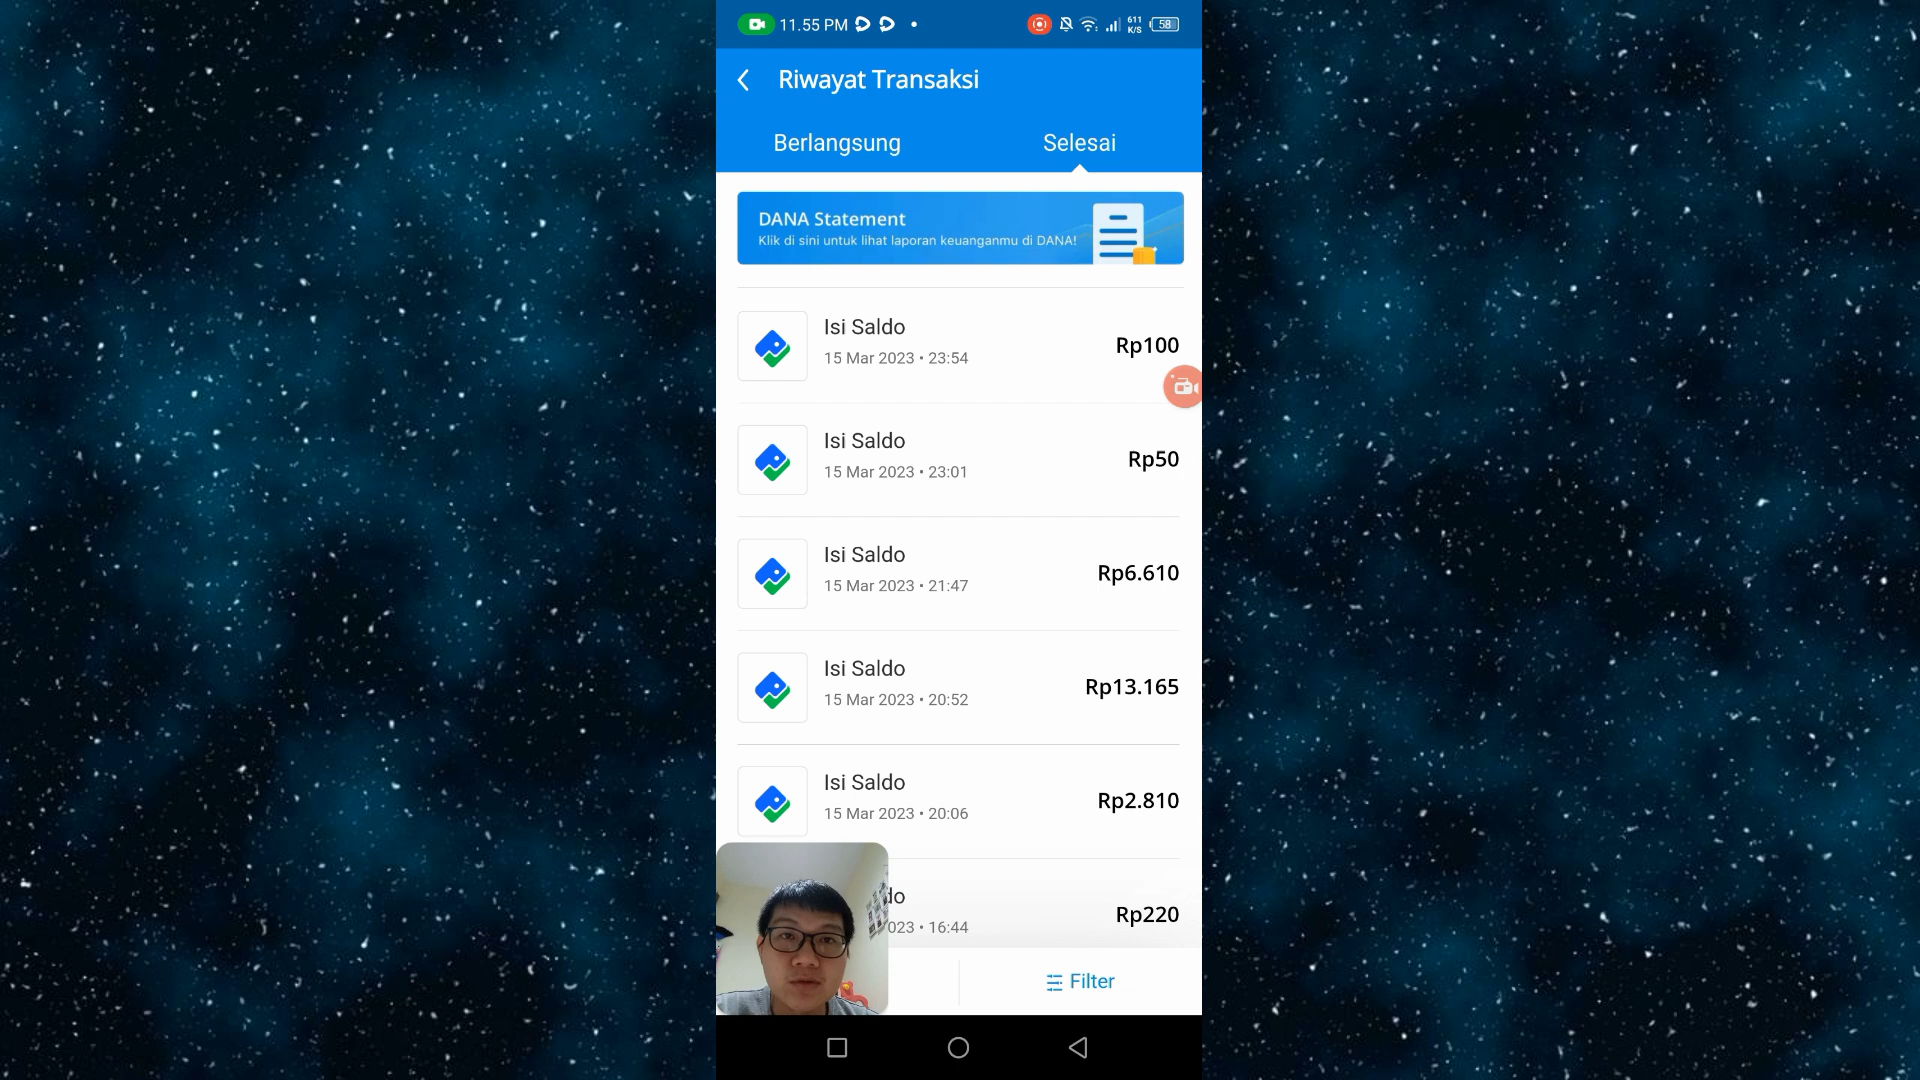 11.55 PM
611
K/S
58
Riwayat Transaksi
Berlangsung
Selesai
DANA Statement
Klik di sini untuk lihat laporan keuanganmu di DANA!
Isi Saldo
Rp100
15 Mar 2023 • 23:54
Isi Saldo
Rp50
15 Mar 2023 • 23:01
Isi Saldo
Rp6.610
15 Mar 2023 • 21:47
Isi Saldo
Rp13.165
15 Mar 2023 • 20:52
Isi Saldo
Rp2.810
15 Mar 2023 • 20:06
do
Rp220
023 • 16:44
Filter